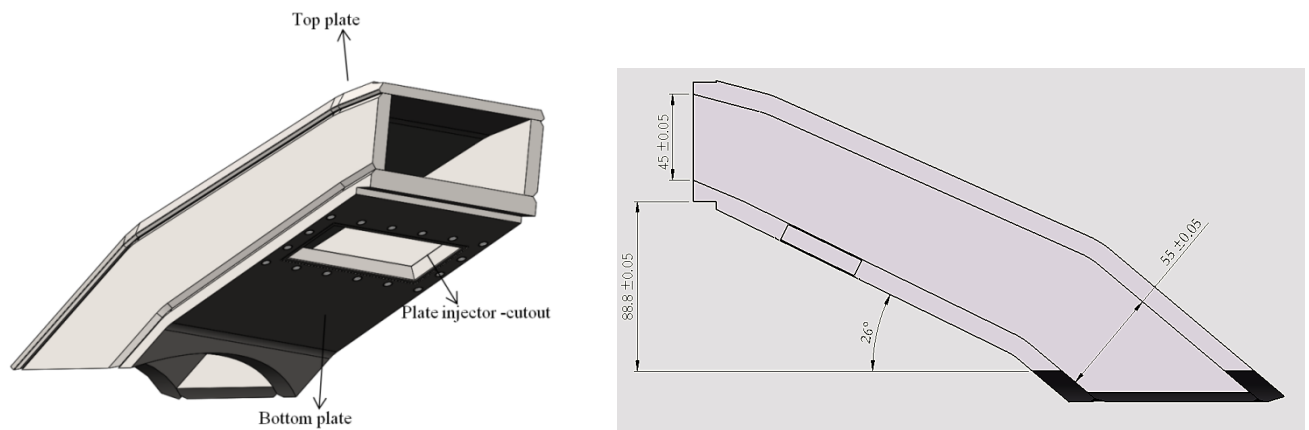 Top plate
Plate injector -cutout
Bottom plate
45 ±0.05
88.8 ±0.05
26°
55 ±0.05